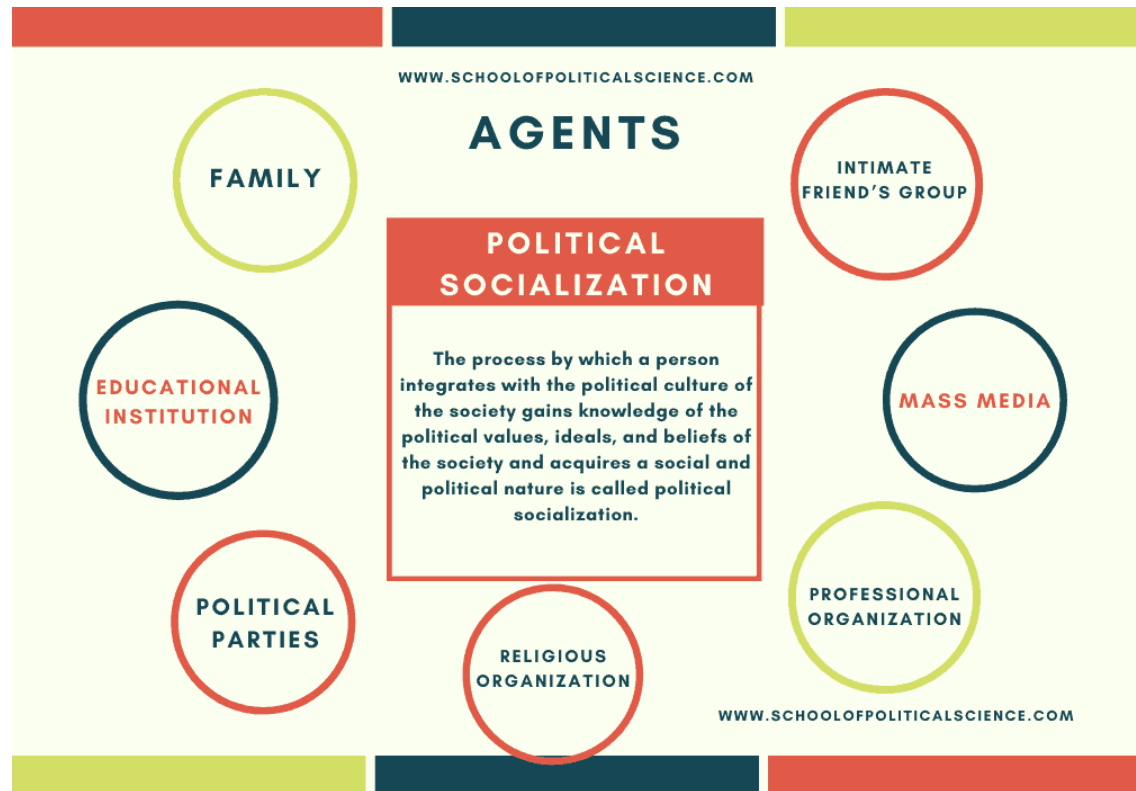 WWW.SCHOOLOFPOLITICALSCIENCE.COM
AGENTS
FAMILY
INTIMATE
FRIEND'S GROUP
POLITICAL
SOCIALIZATION
The process by which a person
integrates with the political culture of
the society gains knowledge of the
political values, ideals, and beliefs of
the society and acquires a social and
political nature is called political
socialization.
EDUCATIONAL
INSTITUTION
MASS MEDIA
POLITICAL
PARTIES
RELIGIOUS
ORGANIZATION
PROFESSIONAL
ORGANIZATION
WWW.SCHOOLOFPOLITICALSCIENCE.COM